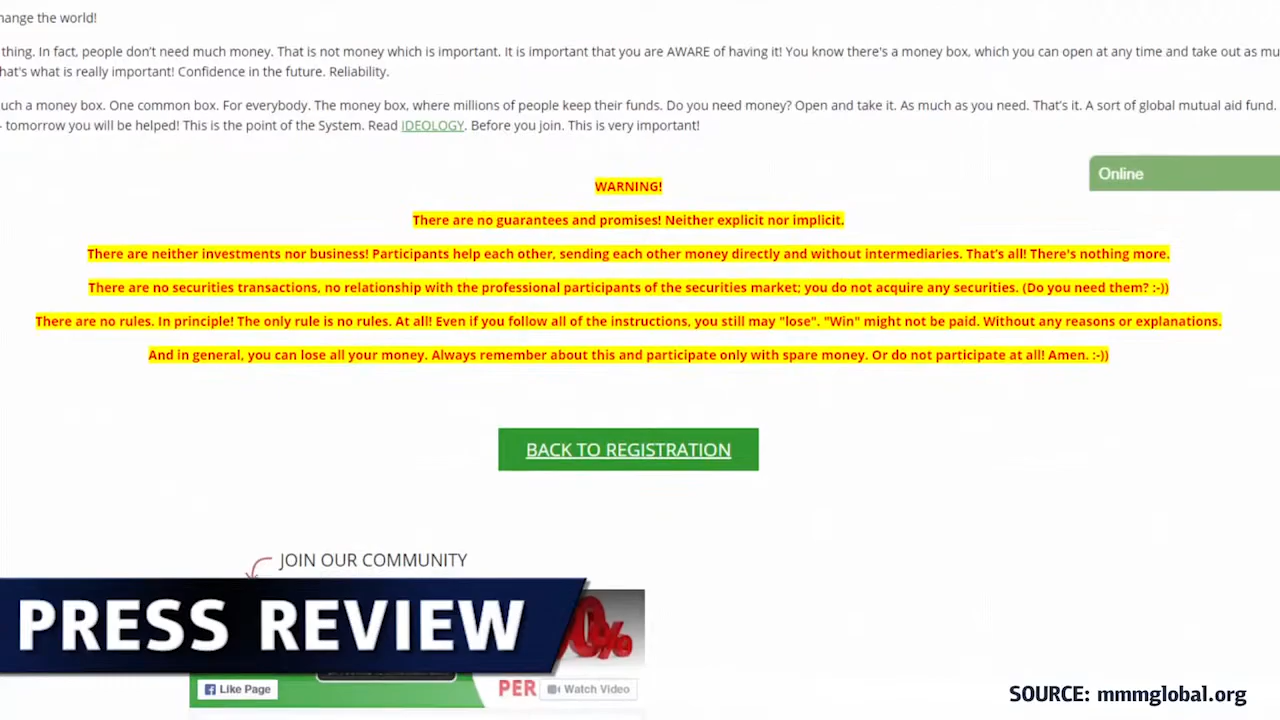 hange the world!
thing. In fact, people don't need much money. That is not money which is important. It is important that you are AWARE of having it! You know there's a money box, which you can open at any time and take out as mu
hat's what is really important! Confidence in the future. Reliability.
uch a money box. One common box. For everybody. The money box, where millions of people keep their funds. Do you need money? Open and take it. As much as you need. That's it. A sort of global mutual aid fund.
- tomorrow you will be helped! This is the point of the System. Read IDEOLOGY. Before you join. This is very important!
Online
WARNING!
There are no guarantees and promises! Neither explicit nor implicit.
There are neither investments nor business! Participants help each other, sending each other money directly and without intermediaries. That's all! There's nothing more.
There are no securities transactions, no relationship with the professional participants of the securities market; you do not acquire any securities. (Do you need them? :-))
There are no rules. In principle! The only rule is no rules. At all! Even if you follow all of the instructions, you still may "lose". "Win" might not be paid. Without any reasons or explanations.
And in general, you can lose all your money. Always remember about this and participate only with spare money. Or do not participate at all! Amen. :-))
BACK TO REGISTRATION
JOIN OUR COMMUNITY
PRESS REVIEW
0%
Like Page
PER
Watch Video
SOURCE: mmmglobal.org